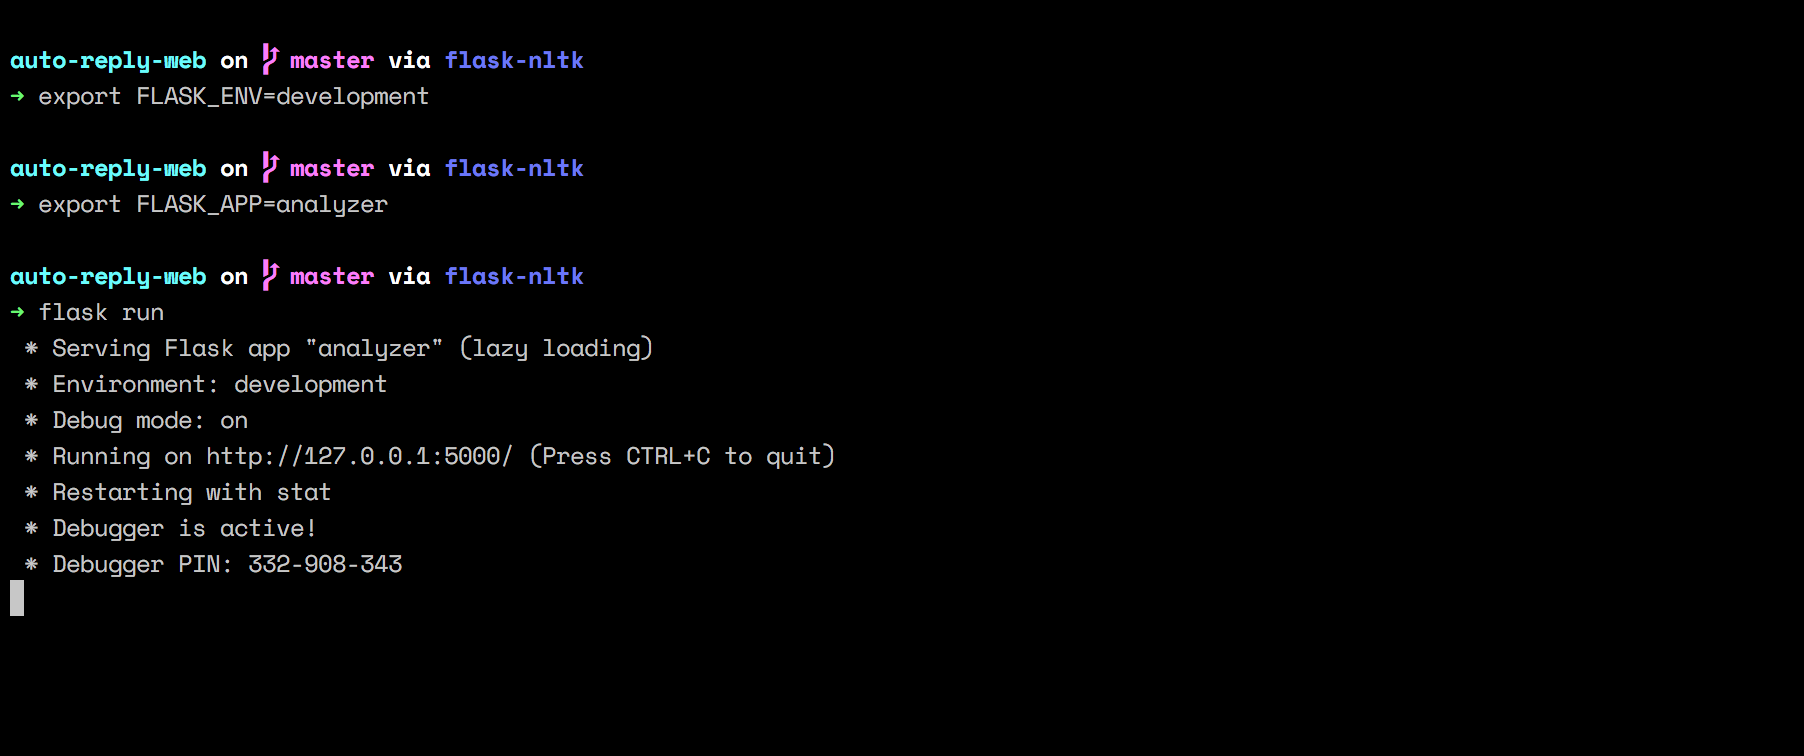 auto-reply-web on master via flask-nltk
➜ export FLASK_ENV=development
auto-reply-web on master via flask-nltk
➜ export FLASK_APP=analyzer
auto-reply-web on master via flask-nltk
➜ flask run
* Serving Flask app "analyzer" (lazy loading)
* Environment: development
* Debug mode: on
* Running on http://127.0.0.1:5000/ (Press CTRL+C to quit)
* Restarting with stat
* Debugger is active!
* Debugger PIN: 332-908-343